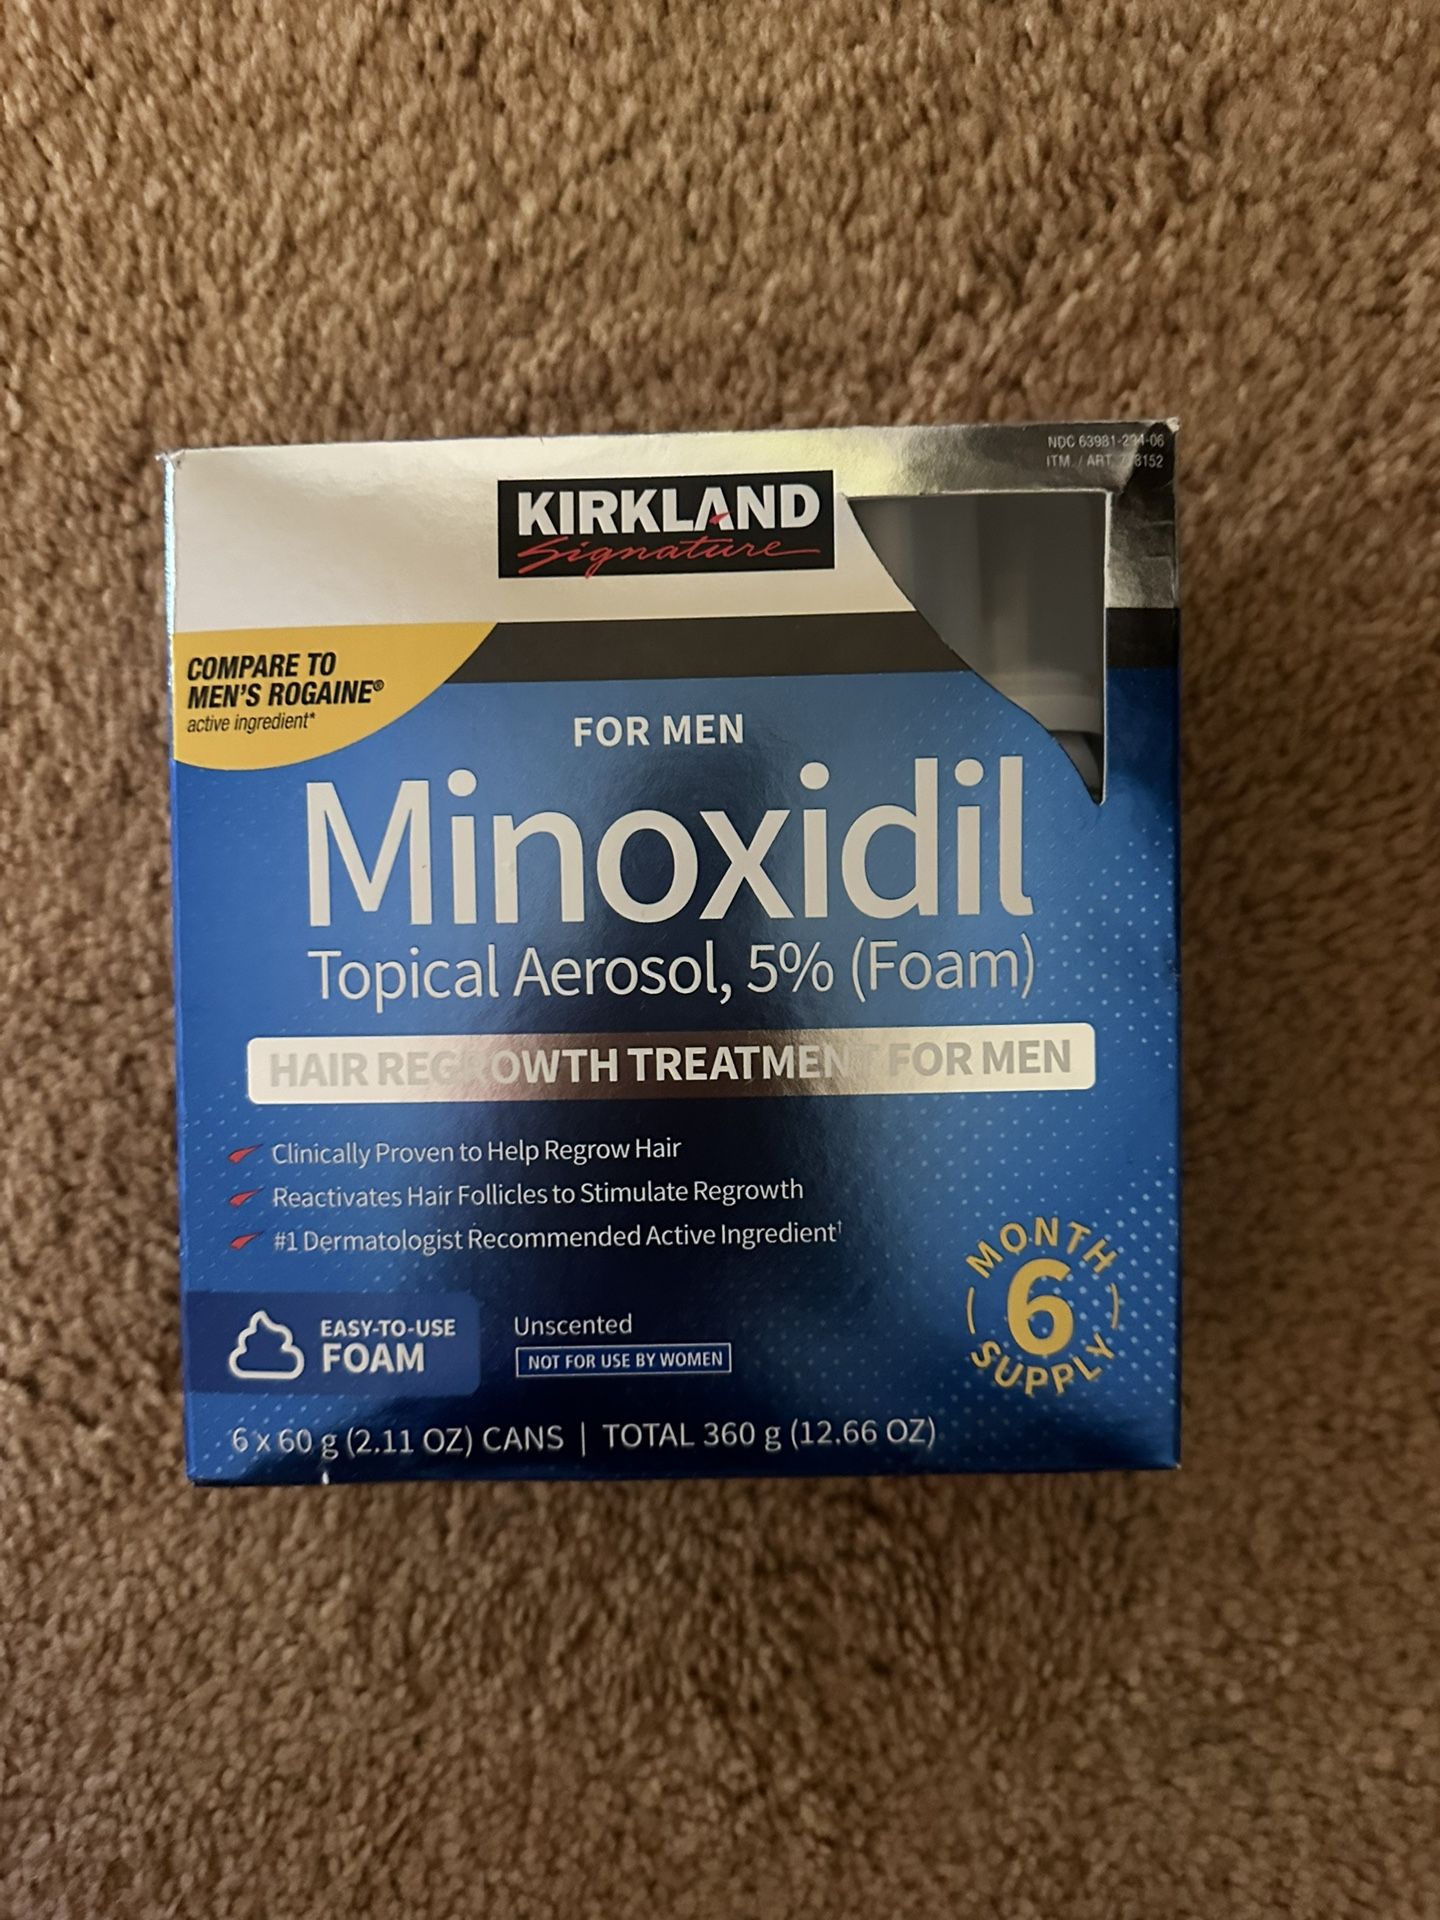 NDC 63981-294-06
ITM. / ART.
KIRKLAND
Signature
COMPARE TO
MEN'S ROGAINE®
active ingredient*
FOR MEN
Minoxidil
Topical Aerosol, 5% (Foam)
HAIR REGROWTH TREATMENT FOR MEN
Clinically Proven to Help Regrow Hair
Reactivates Hair Follicles to Stimulate Regrowth
#1 Dermatologist Recommended Active Ingredient†
MONTH
6
SUPPLY
EASY-TO-USE
FOAM
Unscented
NOT FOR USE BY WOMEN
6 x 60 g (2.11 OZ) CANS | TOTAL 360 g (12.66 OZ)